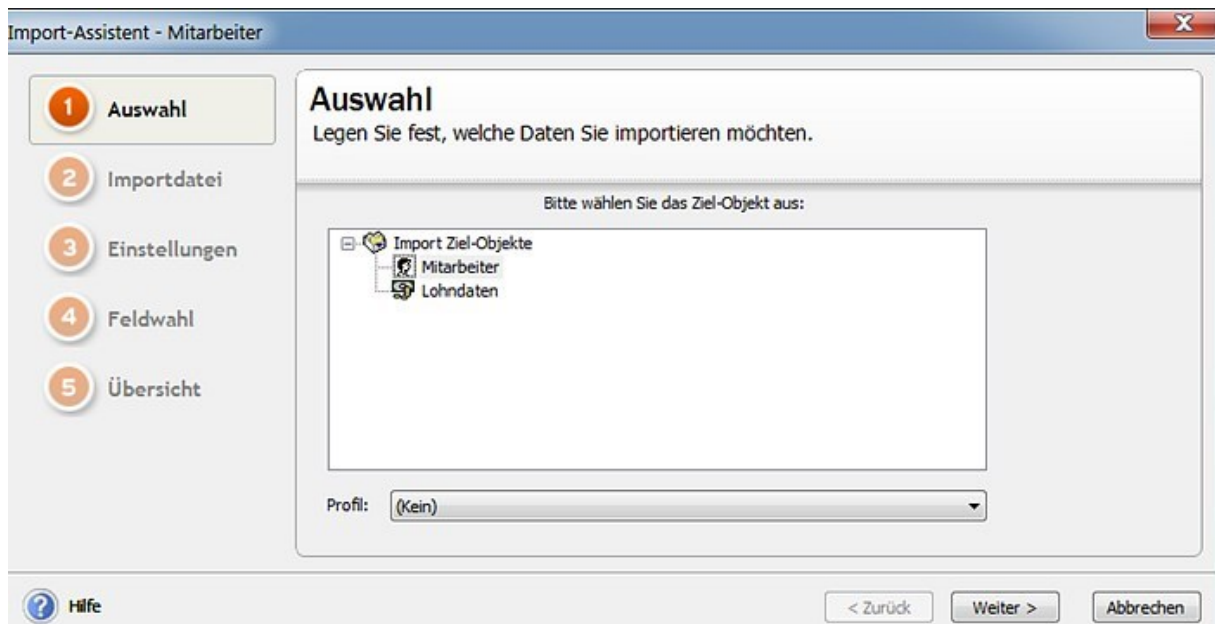 Import-Assistent - Mitarbeiter
X
1 Auswahl
2 Importdatei
3 Einstellungen
4 Feldwahl
5 Übersicht
Auswahl
Legen Sie fest, welche Daten Sie importieren möchten.
Bitte wählen Sie das Ziel-Objekt aus:
Import Ziel-Objekte
Mitarbeiter
Lohndaten
Profil: (Kein)
? Hilfe
< Zurück Weiter > Abbrechen